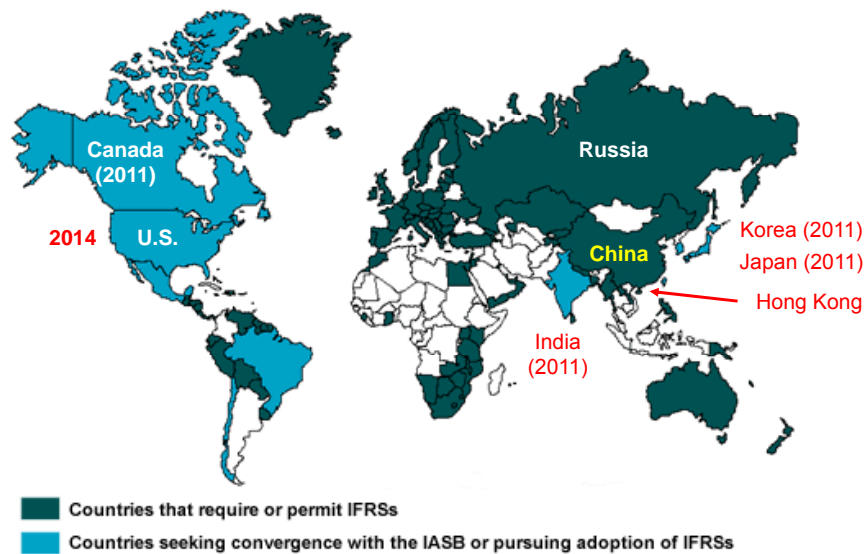 Canada
(2011)
Russia
2014
U.S.
China
Korea (2011)
Japan (2011)
Hong Kong
India
(2011)
Countries that require or permit IFRSs
Countries seeking convergence with the IASB or pursuing adoption of IFRSs